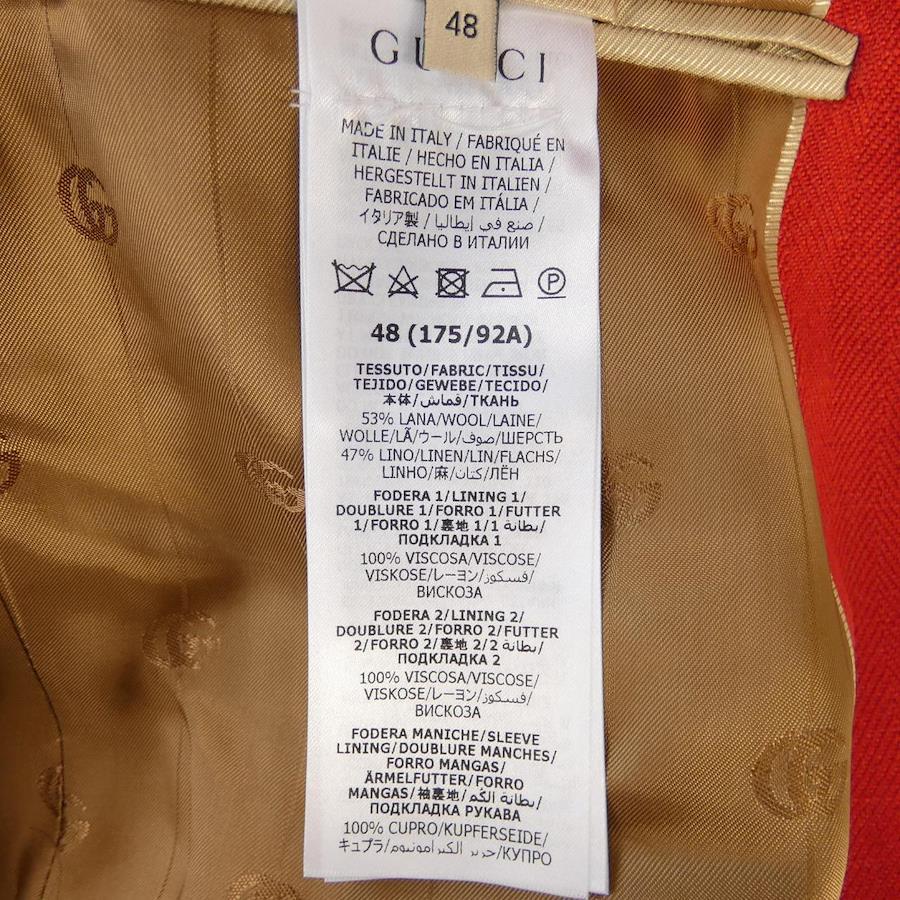 48
GUCCI
MADE IN ITALY / FABRIQUÉ EN
ITALIE / HECHO EN ITALIA /
HERGESTELLT IN ITALIEN /
FABRICADO EM ITÁLIA /
イタリア製 / صنع في إيطاليا /
СДЕЛАНО В ИТАЛИИ
P
48 (175/92A)
TESSUTO/FABRIC/TISSU/
TEJIDO/GEWEBE/TECIDO/
本体/قماش/ТКАНЬ
53% LANA/WOOL/LAINE/
WOLLE/LÃ/ウール/صوف/ШЕРСТЬ
47% LINO/LINEN/LIN/FLACHS/
LINHO/麻/كتان/ЛЁН
FODERA 1/LINING 1/
DOUBLURE 1/FORRO 1/FUTTER
1/FORRO 1/裏地 1/بطانة 1/
ПОДКЛАДКА 1
100% VISCOSA/VISCOSE/
VISKOSE/レーヨン/فسكوز/
ВИСКОЗА
FODERA 2/LINING 2/
DOUBLURE 2/FORRO 2/FUTTER
2/FORRO 2/裏地 2/بطانة 2/
ПОДКЛАДКА 2
100% VISCOSA/VISCOSE/
VISKOSE/レーヨン/فسكوز/
ВИСКОЗА
FODERA MANICHE/SLEEVE
LINING/DOUBLURE MANCHES/
FORRO MANGAS/
ÄRMELFUTTER/FORRO
MANGAS/袖裏地/بطانة الكم/
ПОДКЛАДКА РУКАВА
100% CUPRO/KUPFERSEIDE/
キュプラ/حرير الكبرامونيوم/КУПРО